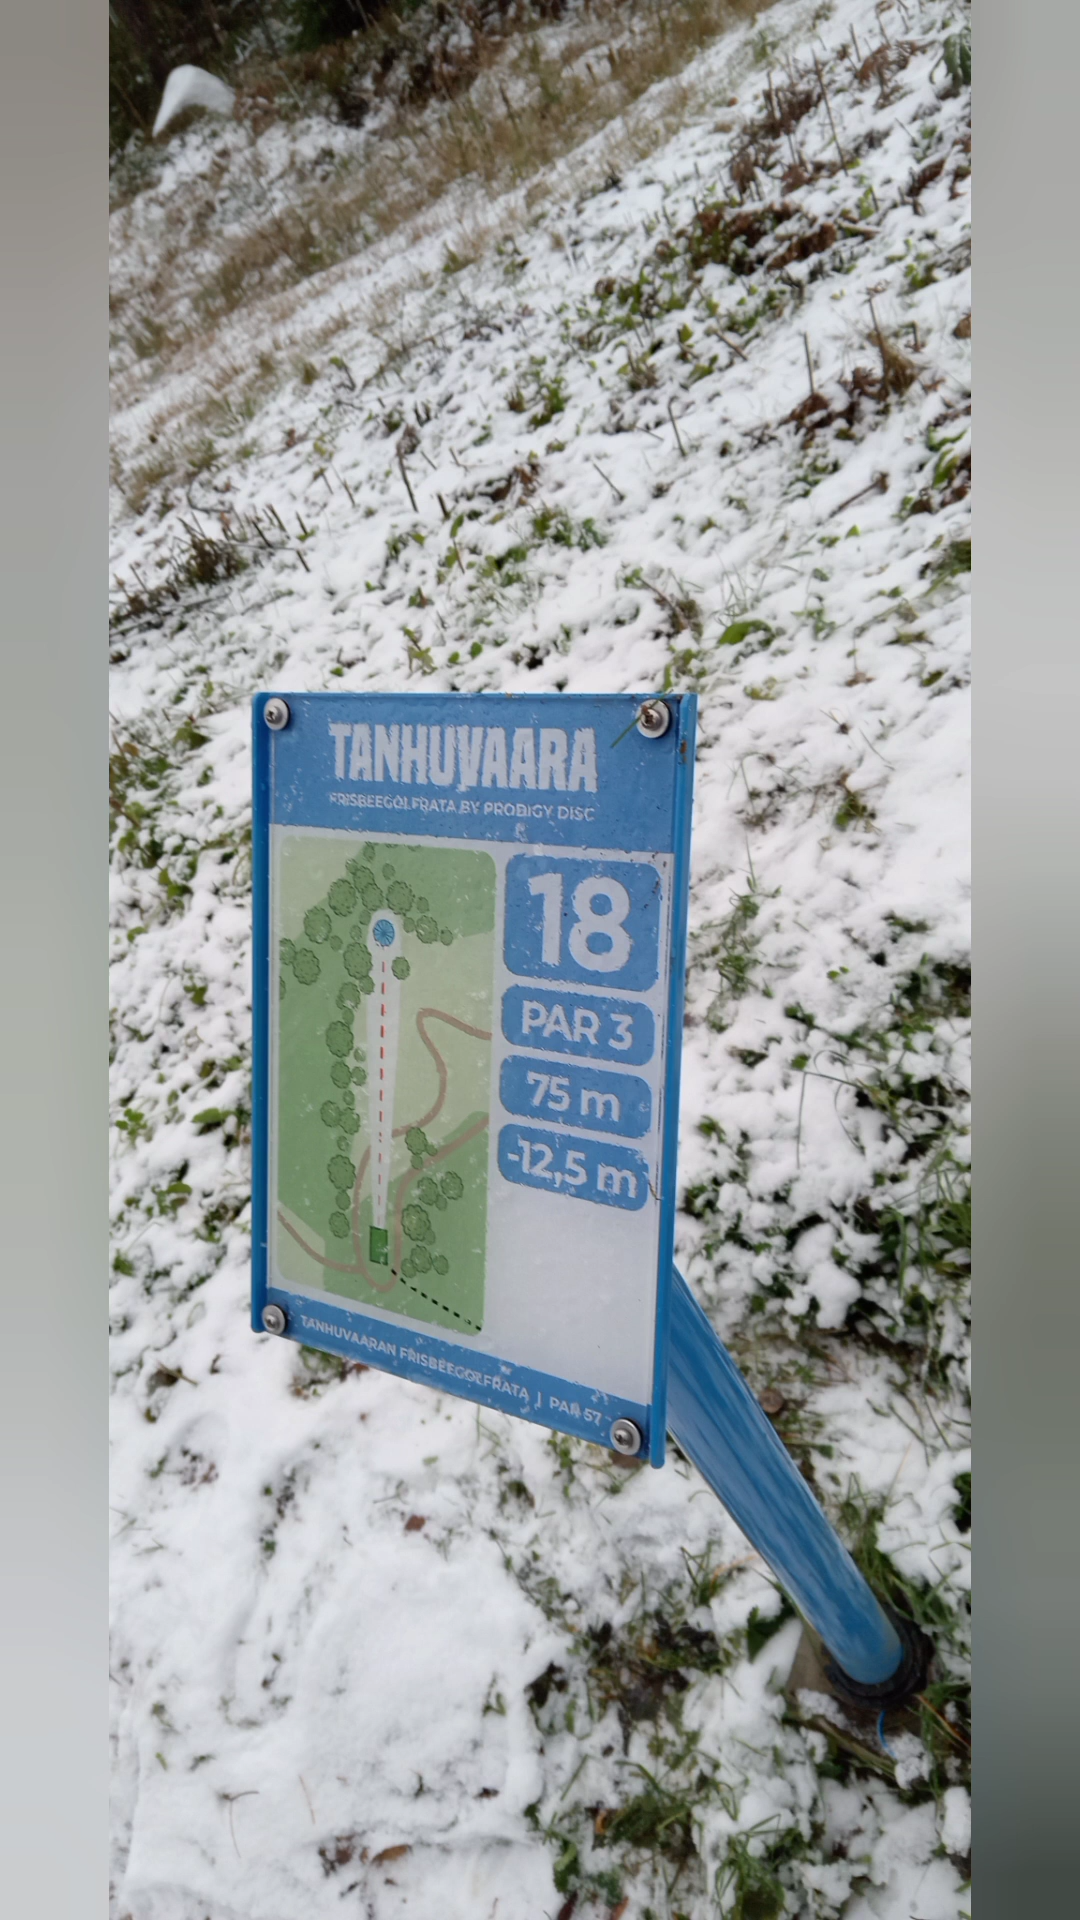 TANHUVAARA
FRISBEEGOLFRATA BY PRODIGY DISC
18
PAR 3
75 m
-12,5 m
TANHUVAARAN FRISBEEGOLFRATA | PAR 57